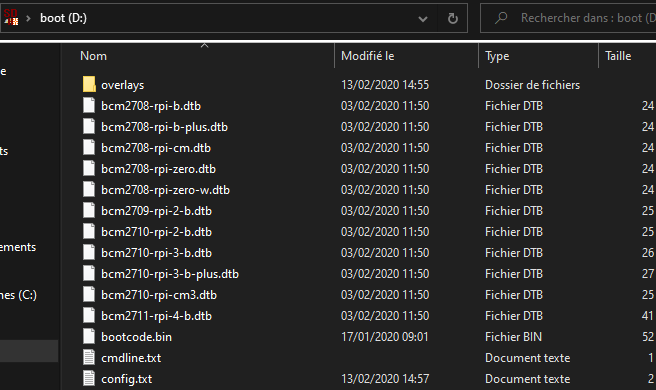 boot (D:)
Rechercher dans : boot (D
Nom Modifié le Type Taille
overlays 13/02/2020 14:55 Dossier de fichiers
bcm2708-rpi-b.dtb 03/02/2020 11:50 Fichier DTB 24
bcm2708-rpi-b-plus.dtb 03/02/2020 11:50 Fichier DTB 24
bcm2708-rpi-cm.dtb 03/02/2020 11:50 Fichier DTB 24
bcm2708-rpi-zero.dtb 03/02/2020 11:50 Fichier DTB 24
bcm2708-rpi-zero-w.dtb 03/02/2020 11:50 Fichier DTB 24
bcm2709-rpi-2-b.dtb 03/02/2020 11:50 Fichier DTB 25
bcm2710-rpi-2-b.dtb 03/02/2020 11:50 Fichier DTB 25
ements bcm2710-rpi-3-b.dtb 03/02/2020 11:50 Fichier DTB 26
bcm2710-rpi-3-b-plus.dtb 03/02/2020 11:50 Fichier DTB 27
nes (C:) bcm2710-rpi-cm3.dtb 03/02/2020 11:50 Fichier DTB 25
bcm2711-rpi-4-b.dtb 03/02/2020 11:50 Fichier DTB 41
bootcode.bin 17/01/2020 09:01 Fichier BIN 52
cmdline.txt Document texte 1
config.txt 13/02/2020 14:57 Document texte 2